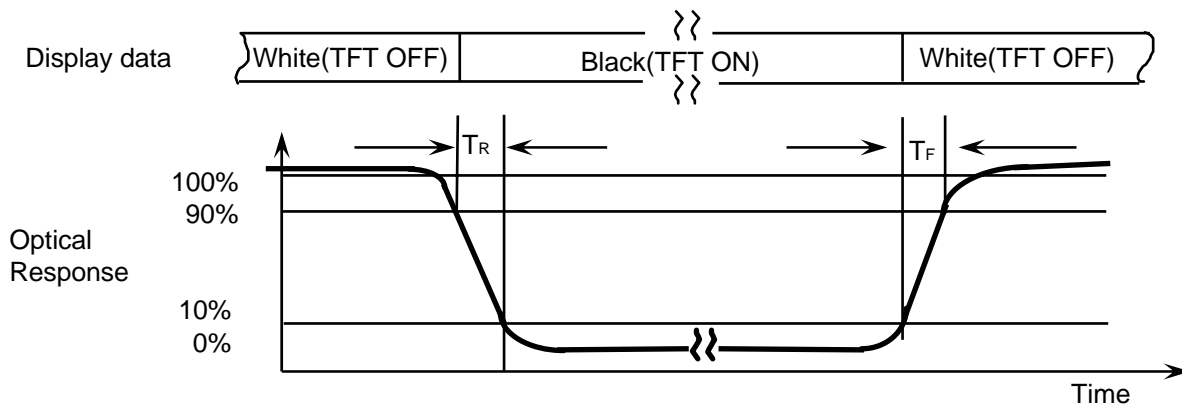 Display data
White(TFT OFF)
Black(TFT ON)
White(TFT OFF)
TR
TF
100%
90%
Optical
Response
10%
0%
Time